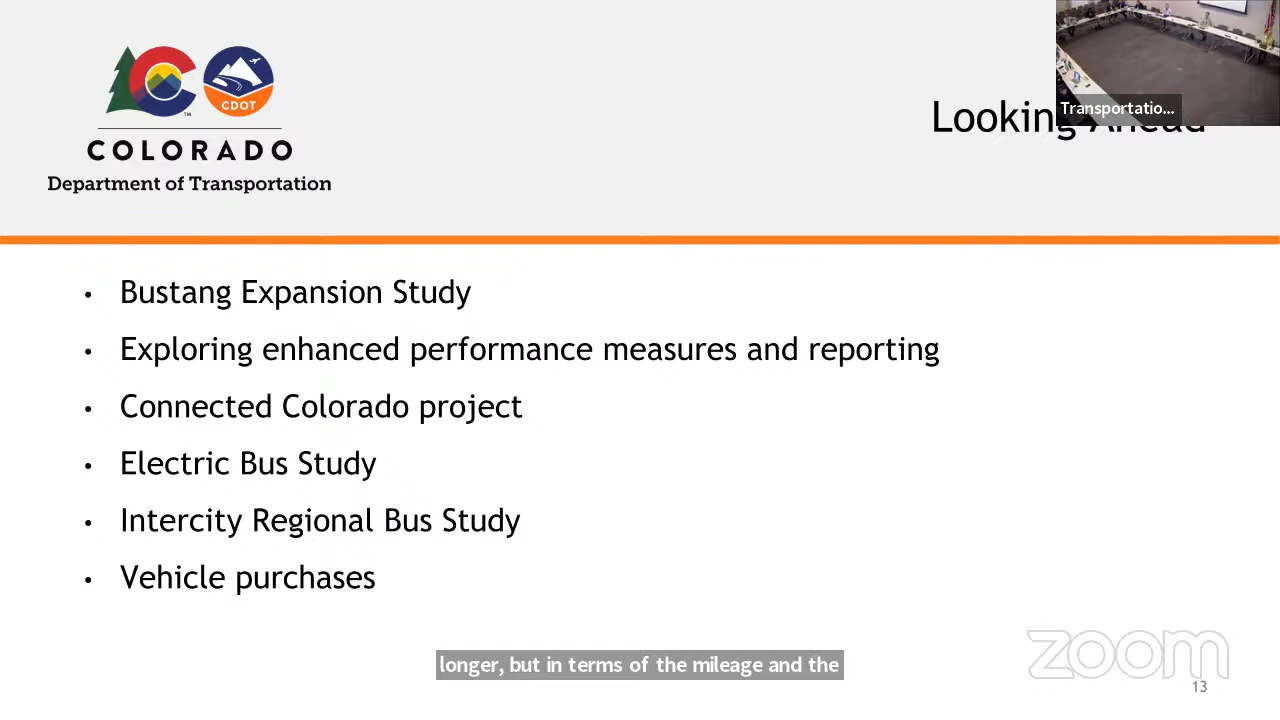 CDOT
TM
COLORADO
Department of Transportation
Transportatio...
Looking Ahead
• Bustang Expansion Study
• Exploring enhanced performance measures and reporting
• Connected Colorado project
• Electric Bus Study
• Intercity Regional Bus Study
• Vehicle purchases
longer, but in terms of the mileage and the
zoom
13